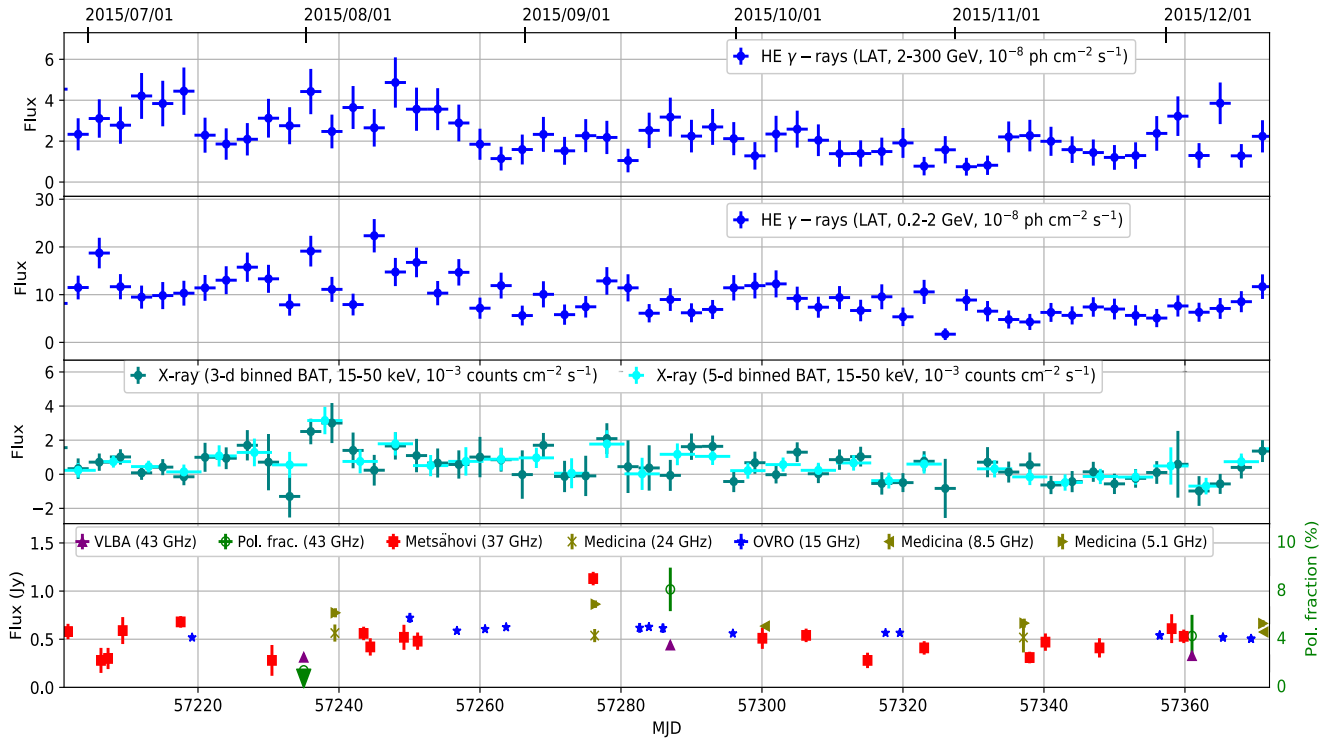 2015/07/01 2015/08/01 2015/09/01 2015/10/01 2015/11/01 2015/12/01
HE γ − rays (LAT, 2-300 GeV, 10⁻⁸ ph cm⁻² s⁻¹)
6
4
2
0
Flux
HE γ − rays (LAT, 0.2-2 GeV, 10⁻⁸ ph cm⁻² s⁻¹)
30
20
10
0
Flux
X-ray (3-d binned BAT, 15-50 keV, 10⁻³ counts cm⁻² s⁻¹) X-ray (5-d binned BAT, 15-50 keV, 10⁻³ counts cm⁻² s⁻¹)
6
4
2
0
−2
Flux
VLBA (43 GHz) Pol. frac. (43 GHz) Metsähovi (37 GHz) Medicina (24 GHz) OVRO (15 GHz) Medicina (8.5 GHz) Medicina (5.1 GHz)
1.5
1.0
0.5
0.0
Flux (Jy)
10
8
6
4
2
0
Pol. fraction (%)
57220 57240 57260 57280 57300 57320 57340 57360
MJD